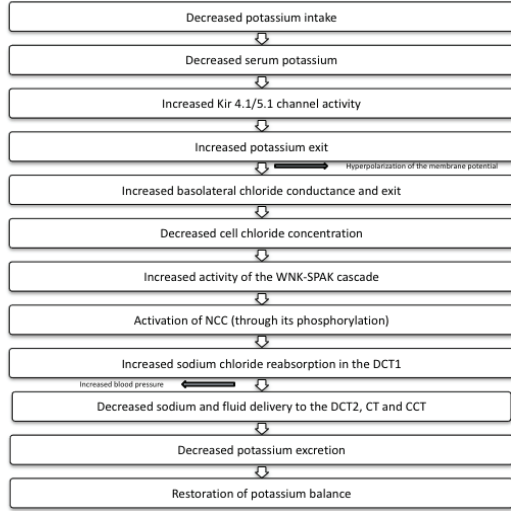 Decreased potassium intake
Decreased serum potassium
Increased Kir 4.1/5.1 channel activity
Increased potassium exit
Hyperpolarization of the membrane potential
Increased basolateral chloride conductance and exit
Decreased cell chloride concentration
Increased activity of the WNK-SPAK cascade
Activation of NCC (through its phosphorylation)
Increased sodium chloride reabsorption in the DCT1
Increased blood pressure
Decreased sodium and fluid delivery to the DCT2, CT and CCT
Decreased potassium excretion
Restoration of potassium balance